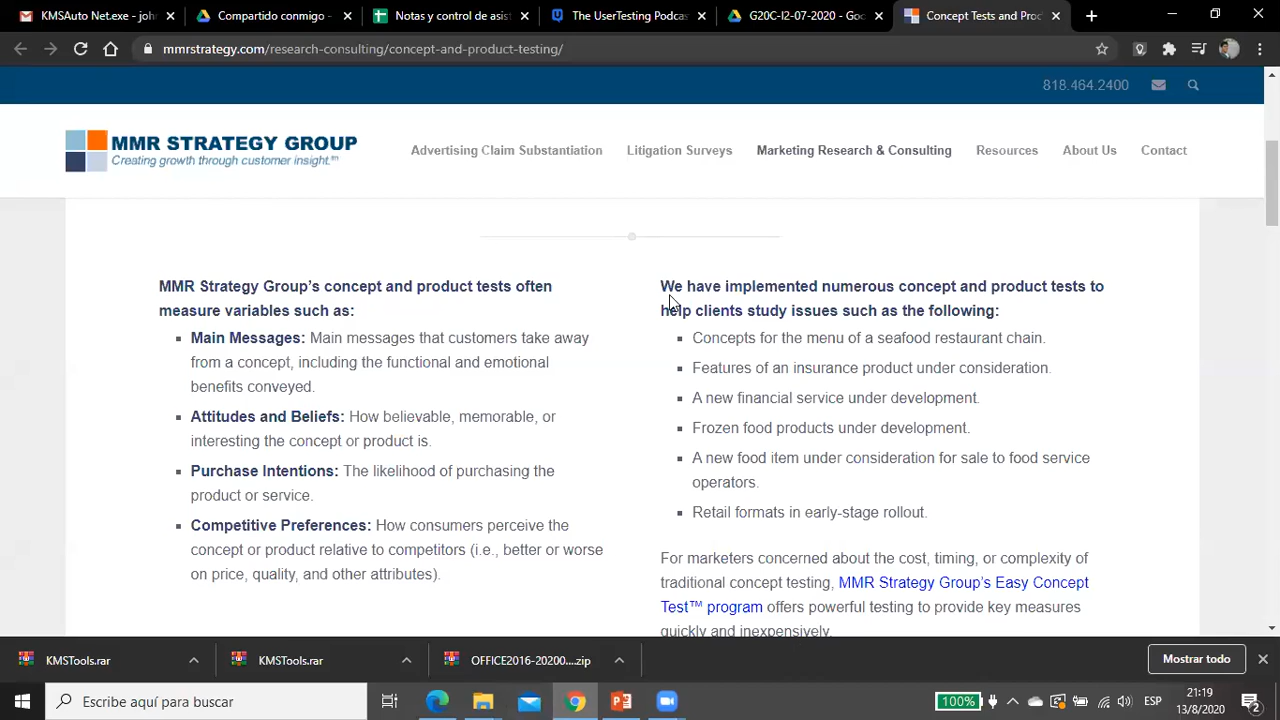 KMSAuto Net.exe - john
Compartido conmigo -
Notas y control de asist
The UserTesting Podcas
G20C-I2-07-2020 - Goo
Concept Tests and Proc
mmrstrategy.com/research-consulting/concept-and-product-testing/
818.464.2400
MMR STRATEGY GROUP
Creating growth through customer insight.
Advertising Claim Substantiation
Litigation Surveys
Marketing Research & Consulting
Resources
About Us
Contact
MMR Strategy Group's concept and product tests often
measure variables such as:
Main Messages: Main messages that customers take away
from a concept, including the functional and emotional
benefits conveyed.
Attitudes and Beliefs: How believable, memorable, or
interesting the concept or product is.
Purchase Intentions: The likelihood of purchasing the
product or service.
Competitive Preferences: How consumers perceive the
concept or product relative to competitors (i.e., better or worse
on price, quality, and other attributes).
We have implemented numerous concept and product tests to
help clients study issues such as the following:
Concepts for the menu of a seafood restaurant chain.
Features of an insurance product under consideration.
A new financial service under development.
Frozen food products under development.
A new food item under consideration for sale to food service
operators.
Retail formats in early-stage rollout.
For marketers concerned about the cost, timing, or complexity of
traditional concept testing, MMR Strategy Group's Easy Concept
Test™ program offers powerful testing to provide key measures
quickly and inexpensively.
KMSTools.rar
KMSTools.rar
OFFICE2016-20200....zip
Mostrar todo
Escribe aquí para buscar
100%
ESP
21:19
13/8/2020
2